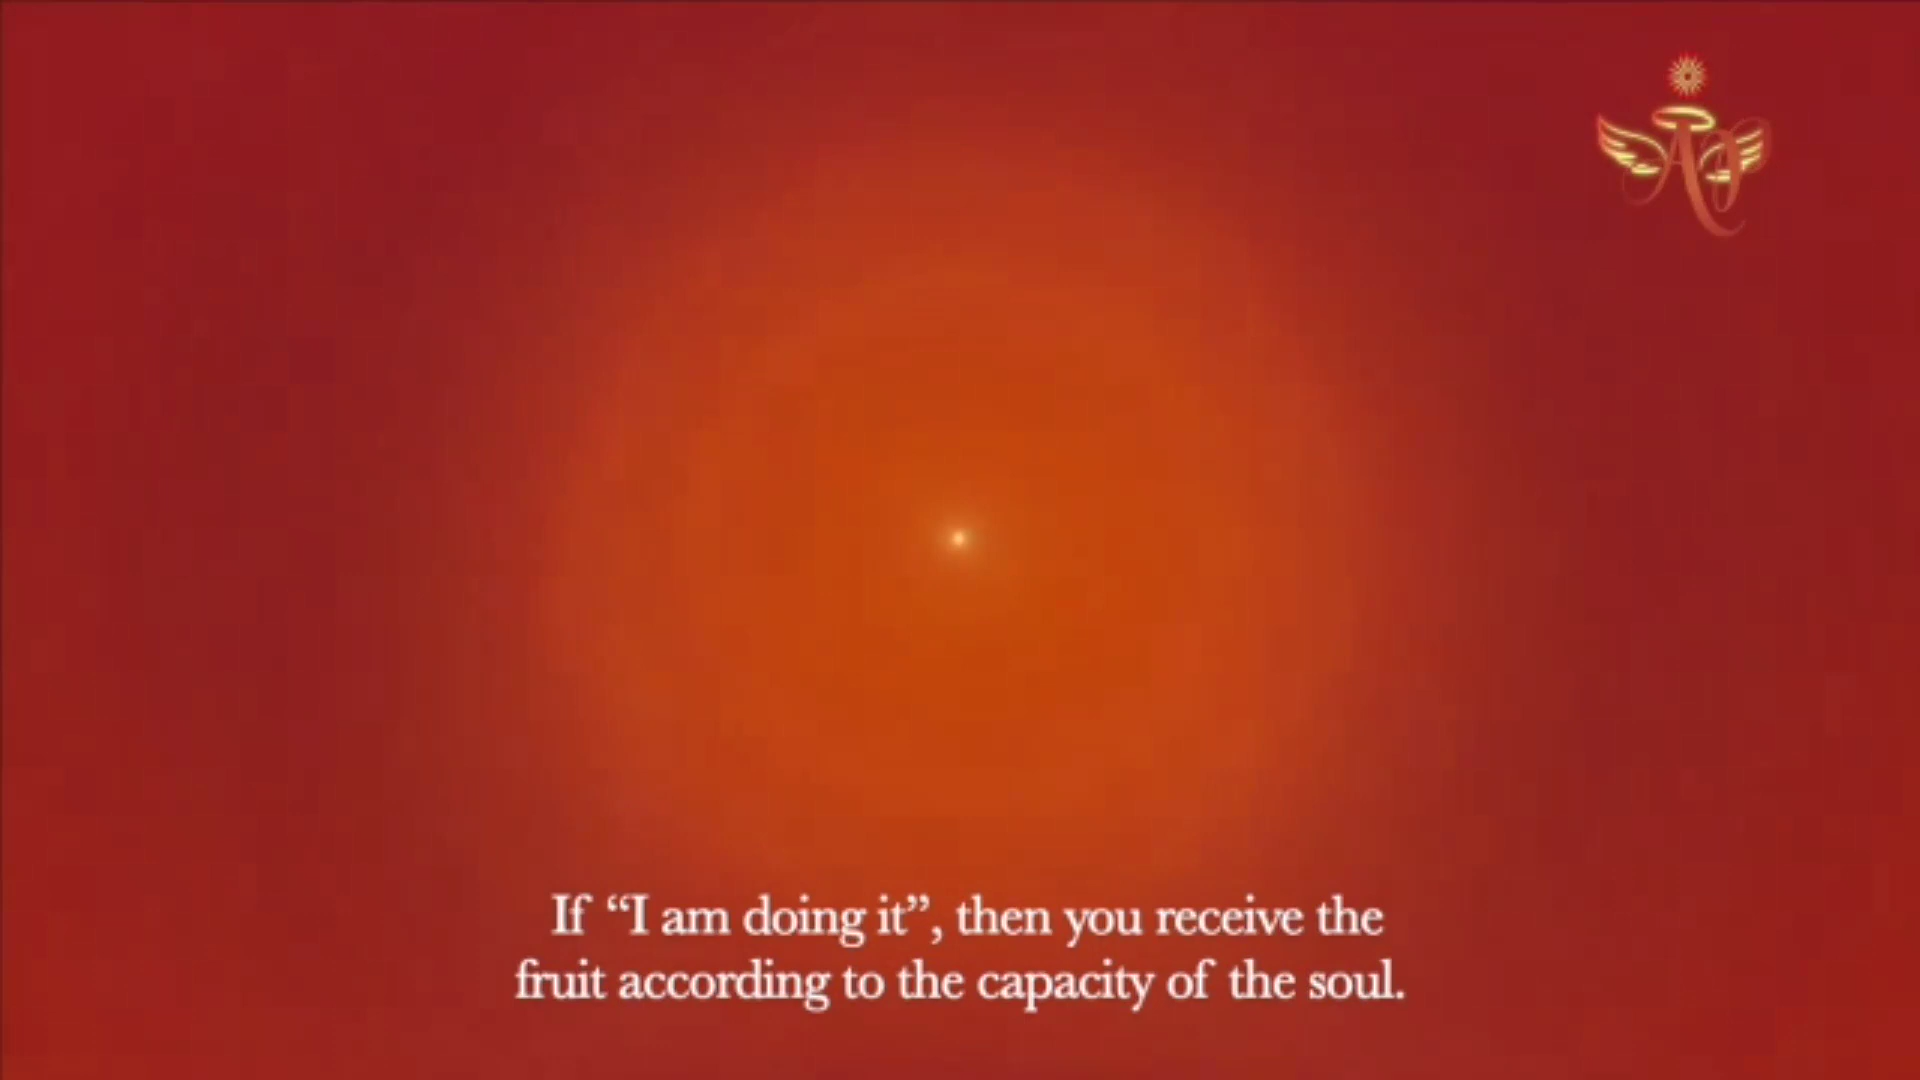 If “I am doing it”, then you receive the
fruit according to the capacity of the soul.